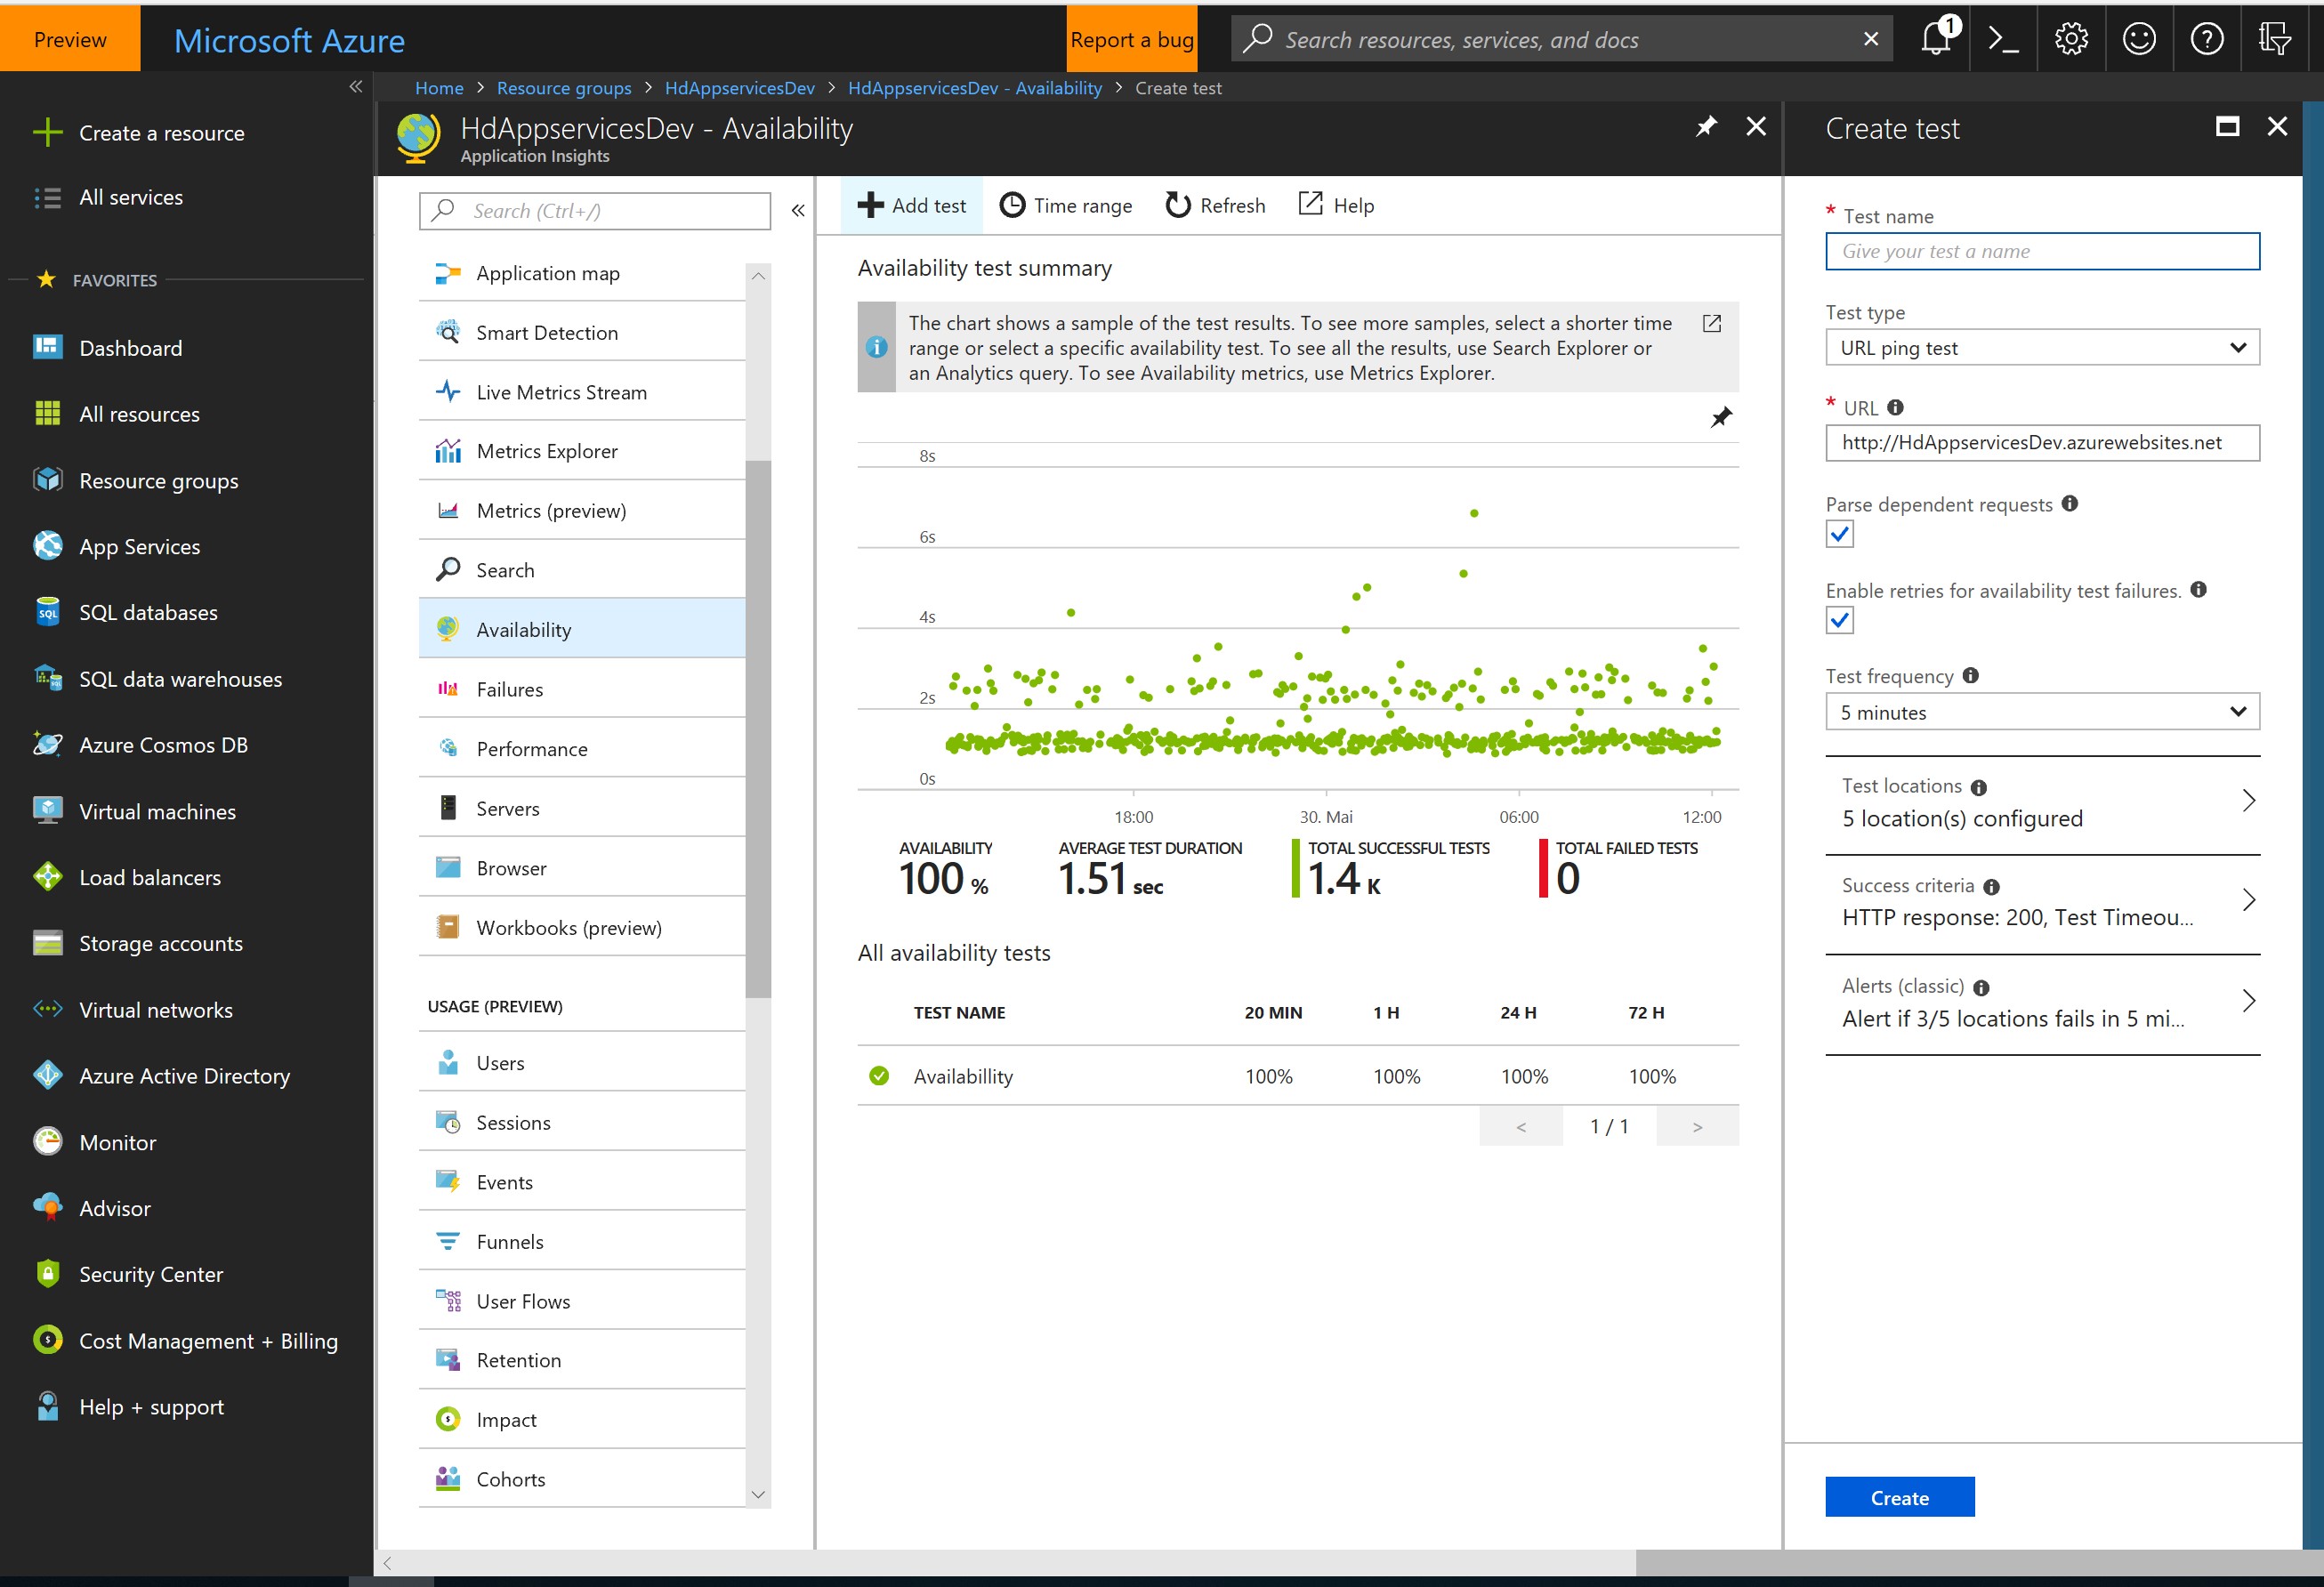 Preview
Microsoft Azure
Report a bug
Search resources, services, and docs
1
Home > Resource groups > HdAppservicesDev > HdAppservicesDev - Availability > Create test
Create a resource
All services
FAVORITES
Dashboard
All resources
Resource groups
App Services
SQL databases
SQL data warehouses
Azure Cosmos DB
Virtual machines
Load balancers
Storage accounts
Virtual networks
Azure Active Directory
Monitor
Advisor
Security Center
Cost Management + Billing
Help + support
HdAppservicesDev - Availability
Application Insights
Search (Ctrl+/)
Application map
Smart Detection
Live Metrics Stream
Metrics Explorer
Metrics (preview)
Search
Availability
Failures
Performance
Servers
Browser
Workbooks (preview)
USAGE (PREVIEW)
Users
Sessions
Events
Funnels
User Flows
Retention
Impact
Cohorts
Add test
Time range
Refresh
Help
Availability test summary
The chart shows a sample of the test results. To see more samples, select a shorter time
range or select a specific availability test. To see all the results, use Search Explorer or
an Analytics query. To see Availability metrics, use Metrics Explorer.
8s
6s
4s
2s
0s
18:00 30. Mai 06:00 12:00
AVAILABILITY
100 %
AVERAGE TEST DURATION
1.51 sec
TOTAL SUCCESSFUL TESTS
1.4 K
TOTAL FAILED TESTS
0
All availability tests
TEST NAME 20 MIN 1 H 24 H 72 H
Availabillity 100% 100% 100% 100%
< 1 / 1 >
Create test
* Test name
Give your test a name
Test type
URL ping test
* URL
http://HdAppservicesDev.azurewebsites.net
Parse dependent requests
Enable retries for availability test failures.
Test frequency
5 minutes
Test locations
5 location(s) configured
Success criteria
HTTP response: 200, Test Timeou...
Alerts (classic)
Alert if 3/5 locations fails in 5 mi...
Create